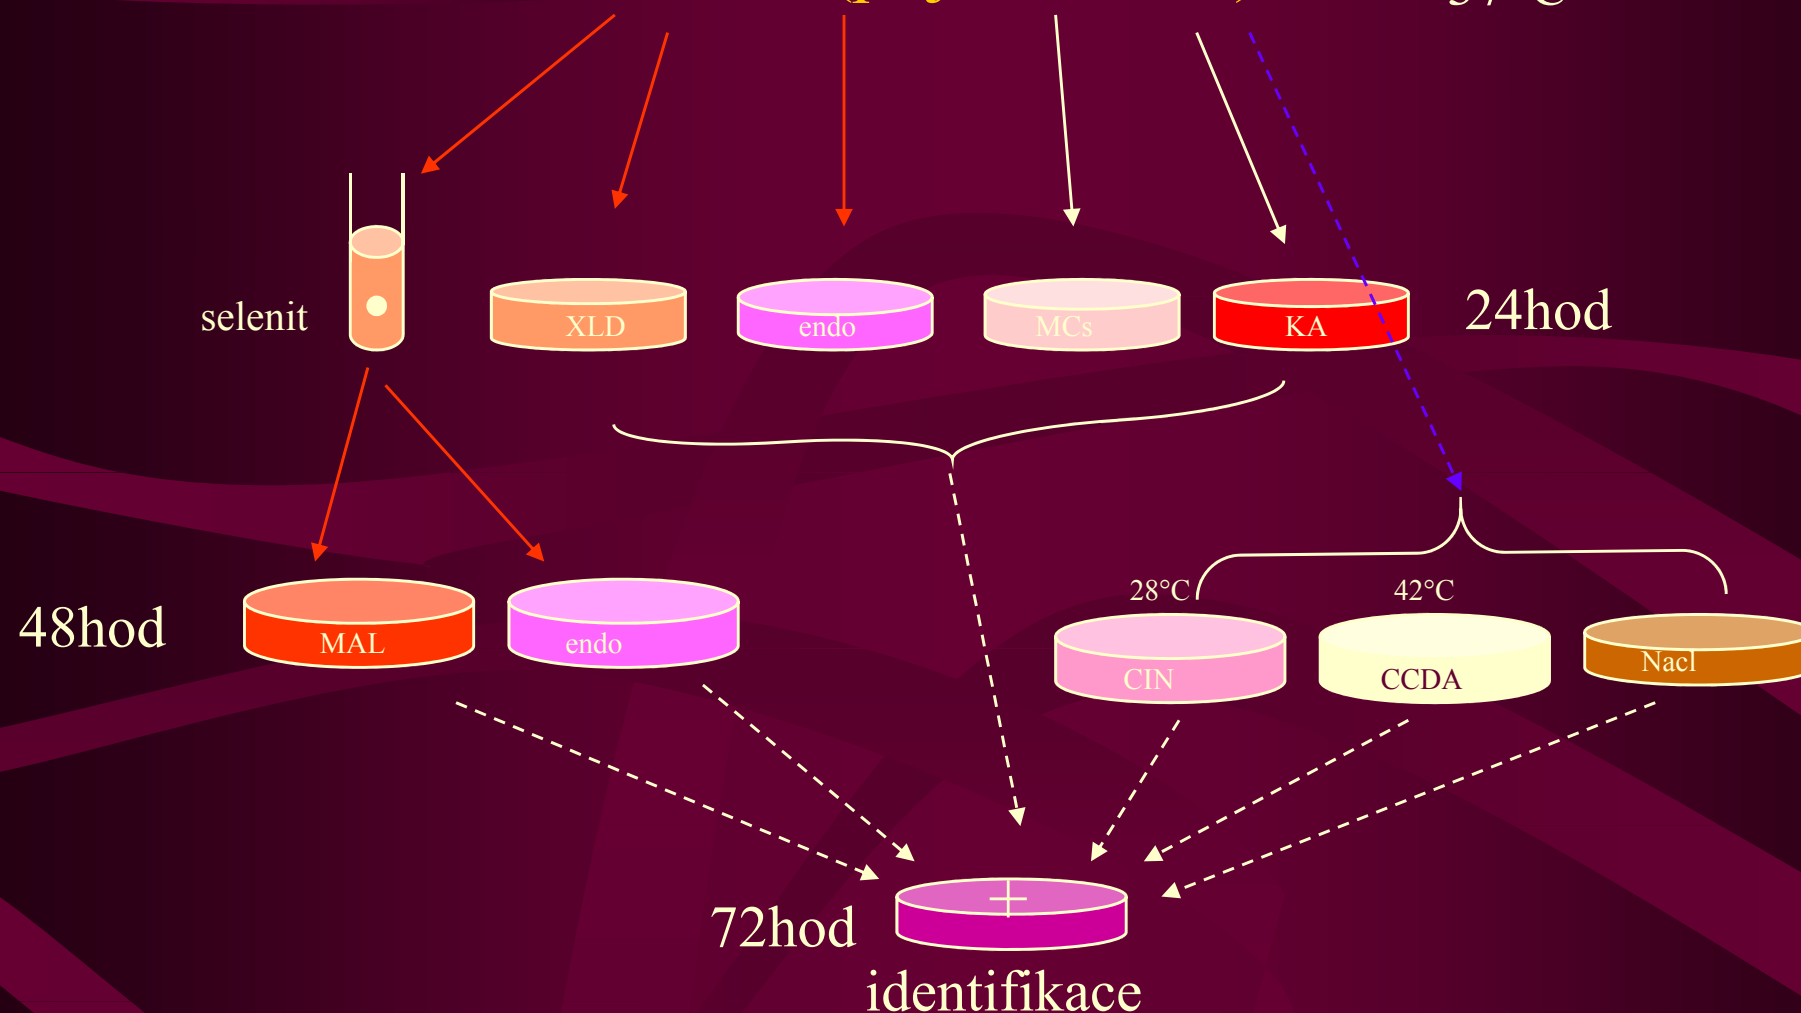 selenit
XLD
endo
MCs
KA
24hod
28°C
42°C
48hod
MAL
endo
CIN
CCDA
Nacl
72hod
identifikace